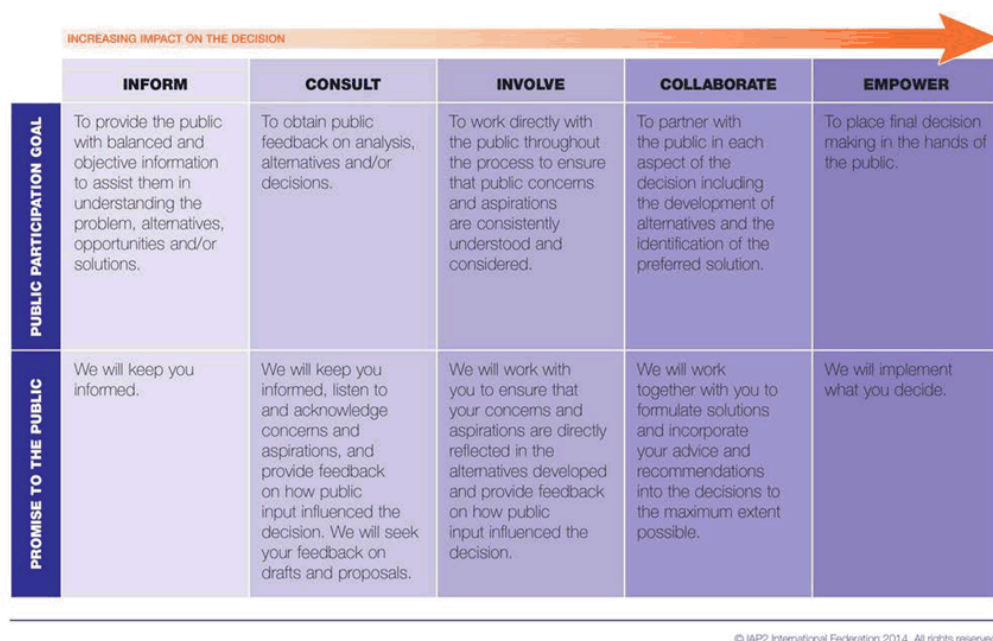 INCREASING IMPACT ON THE DECISION
INFORM
CONSULT
INVOLVE
COLLABORATE
EMPOWER
PUBLIC PARTICIPATION GOAL
To provide the public
with balanced and
objective information
to assist them in
understanding the
problem, alternatives,
opportunities and/or
solutions.
To obtain public
feedback on analysis,
alternatives and/or
decisions.
To work directly with
the public throughout
the process to ensure
that public concerns
and aspirations
are consistently
understood and
considered.
To partner with
the public in each
aspect of the
decision including
the development of
alternatives and the
identification of the
preferred solution.
To place final decision
making in the hands of
the public.
PROMISE TO THE PUBLIC
We will keep you
informed.
We will keep you
informed, listen to
and acknowledge
concerns and
aspirations, and
provide feedback
on how public
input influenced the
decision. We will seek
your feedback on
drafts and proposals.
We will work with
you to ensure that
your concerns and
aspirations are directly
reflected in the
alternatives developed
and provide feedback
on how public
input influenced the
decision.
We will work
together with you to
formulate solutions
and incorporate
your advice and
recommendations
into the decisions to
the maximum extent
possible.
We will implement
what you decide.
© IAP2 International Federation 2014. All rights reserved